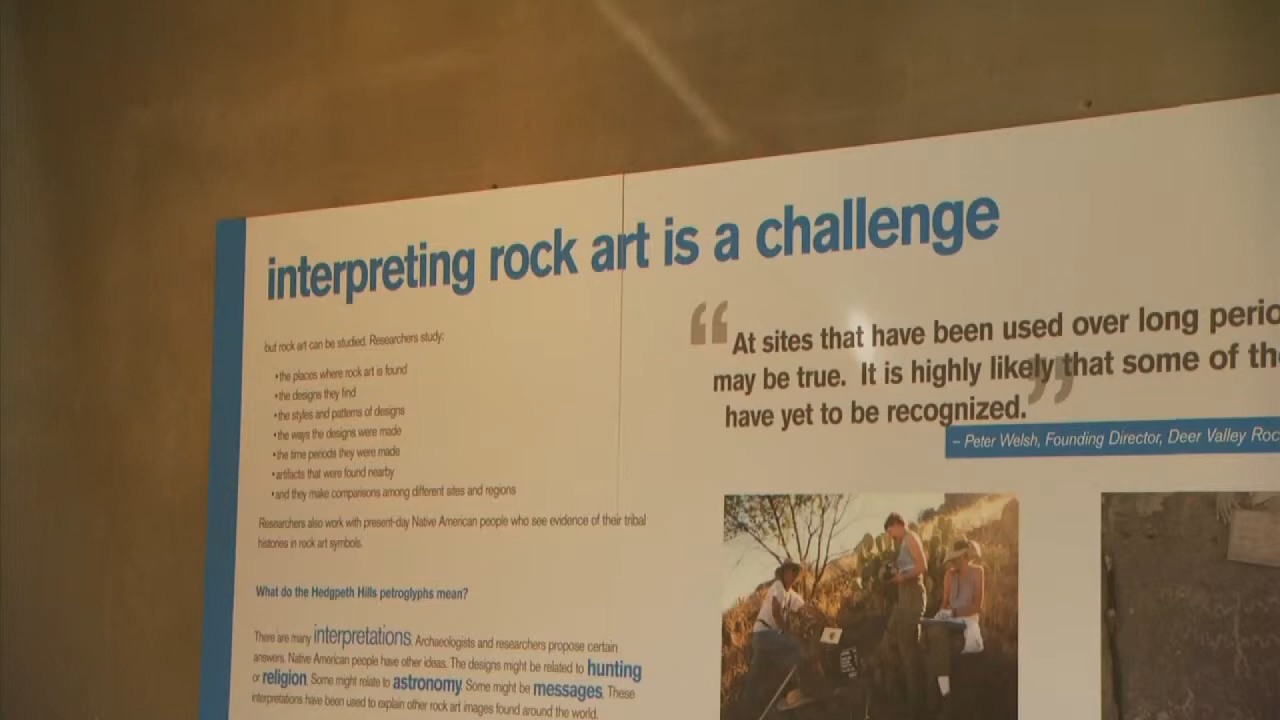 interpreting rock art is a challenge
but rock art can be studied. Researchers study:
•the places where rock art is found
•the designs they find
•the styles and patterns of designs
•the ways the designs were made
•the time periods they were made
•artifacts that were found nearby
•and they make comparisons among different sites and regions
Researchers also work with present-day Native American people who see evidence of their tribal
histories in rock art symbols.
What do the Hedgpeth Hills petroglyphs mean?
There are many interpretations. Archaeologists and researchers propose certain
answers. Native American people have other ideas. The designs might be related to hunting
or religion. Some might relate to astronomy. Some might be messages. These
interpretations have been used to explain other rock art images found around the world.
“At sites that have been used over long perio
may be true. It is highly likely that some of th
have yet to be recognized.”
– Peter Welsh, Founding Director, Deer Valley Roc